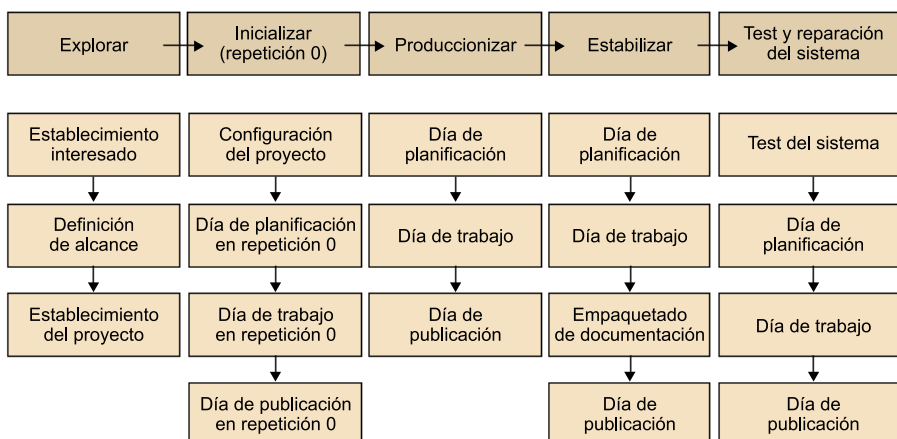 Explorar
Inicializar
(repetición 0)
Produccionizar
Estabilizar
Test y reparación
del sistema
Establecimiento
interesado
Configuración
del proyecto
Día de
planificación
Día de
planificación
Test del sistema
Definición
de alcance
Día de planificación
en repetición 0
Día de trabajo
Día de trabajo
Día de
planificación
Establecimiento
del proyecto
Día de trabajo
en repetición 0
Día de
publicación
Empaquetado
de documentación
Día de trabajo
Día de publicación
en repetición 0
Día de
publicación
Día de
publicación